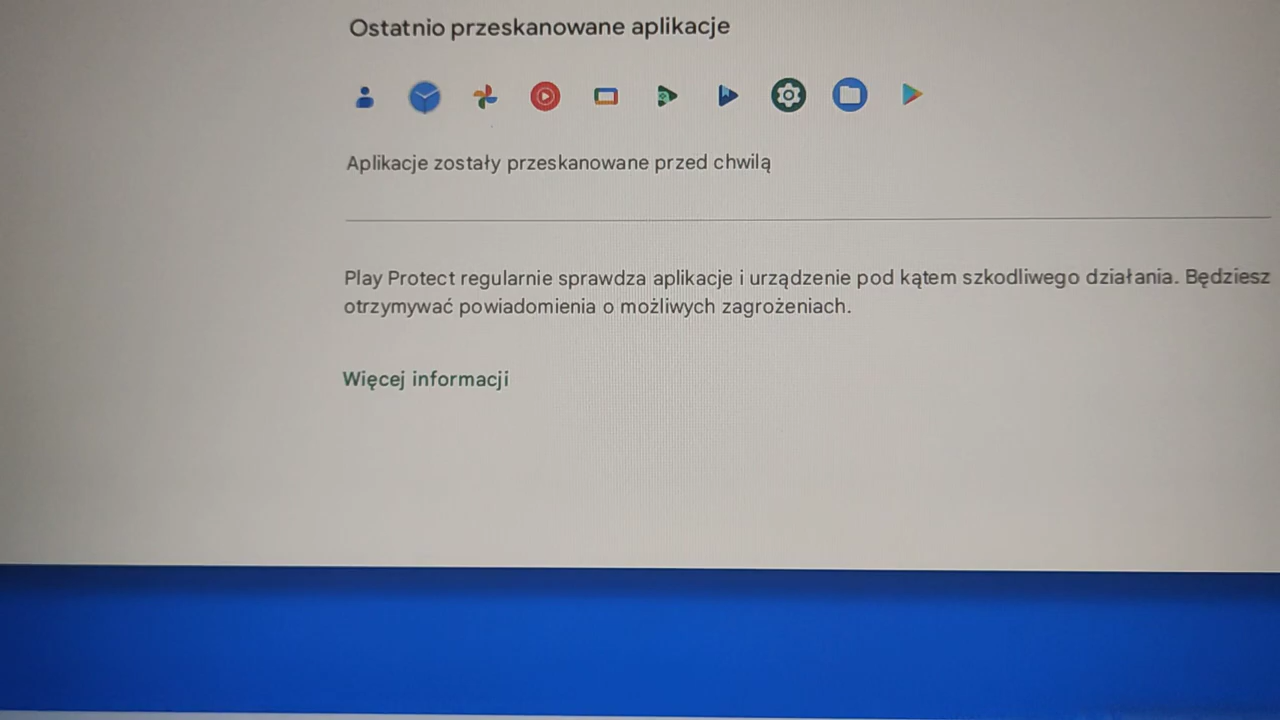 Ostatnio przeskanowane aplikacje
Aplikacje zostały przeskanowane przed chwilą
Play Protect regularnie sprawdza aplikacje i urządzenie pod kątem szkodliwego działania. Będziesz
otrzymywać powiadomienia o możliwych zagrożeniach.
Więcej informacji